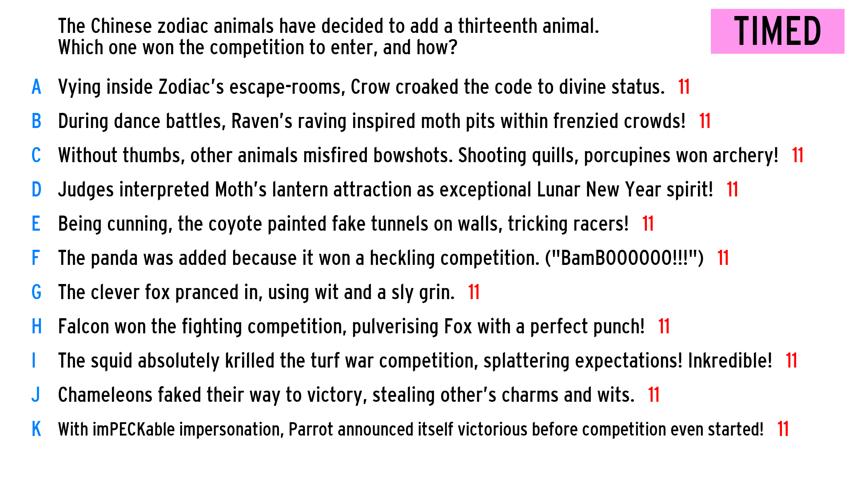 The Chinese zodiac animals have decided to add a thirteenth animal.
Which one won the competition to enter, and how?
TIMED
A Vying inside Zodiac's escape-rooms, Crow croaked the code to divine status. 11
B During dance battles, Raven's raving inspired moth pits within frenzied crowds! 11
C Without thumbs, other animals misfired bowshots. Shooting quills, porcupines won archery! 11
D Judges interpreted Moth's lantern attraction as exceptional Lunar New Year spirit! 11
E Being cunning, the coyote painted fake tunnels on walls, tricking racers! 11
F The panda was added because it won a heckling competition. ("BamBOOOOOO!!!") 11
G The clever fox pranced in, using wit and a sly grin. 11
H Falcon won the fighting competition, pulverising Fox with a perfect punch! 11
I The squid absolutely krilled the turf war competition, splattering expectations! Inkredible! 11
J Chameleons faked their way to victory, stealing other's charms and wits. 11
K With imPECKable impersonation, Parrot announced itself victorious before competition even started! 11